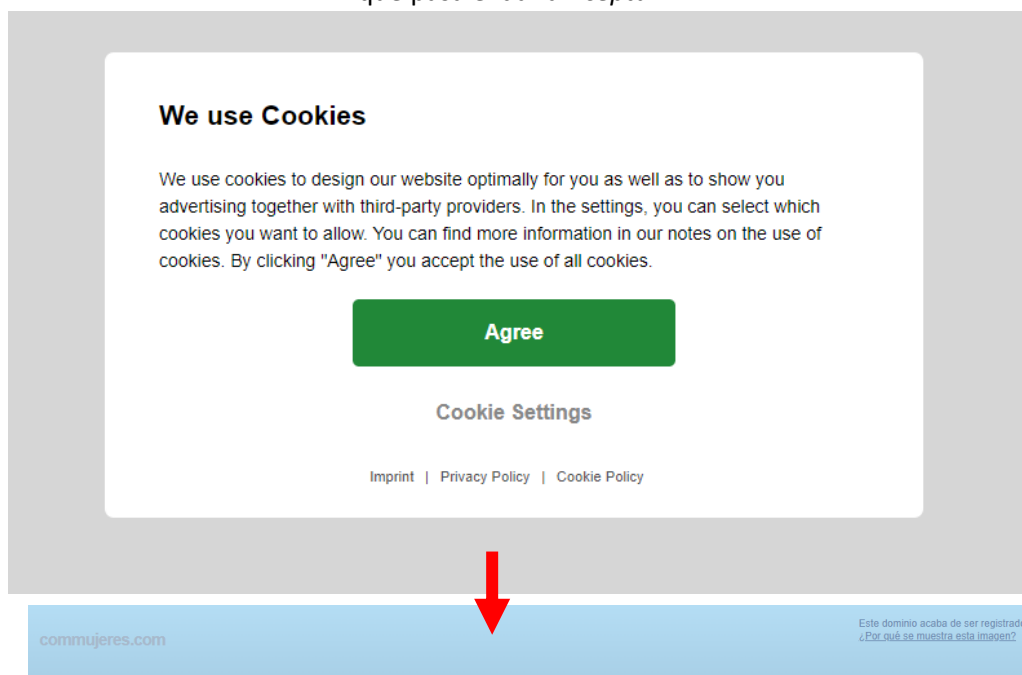 We use Cookies
We use cookies to design our website optimally for you as well as to show you
advertising together with third-party providers. In the settings, you can select which
cookies you want to allow. You can find more information in our notes on the use of
cookies. By clicking "Agree" you accept the use of all cookies.
Agree
Cookie Settings
Imprint | Privacy Policy | Cookie Policy
commujeres.com
Este dominio acaba de ser registrado
¿Por qué se muestra esta imagen?